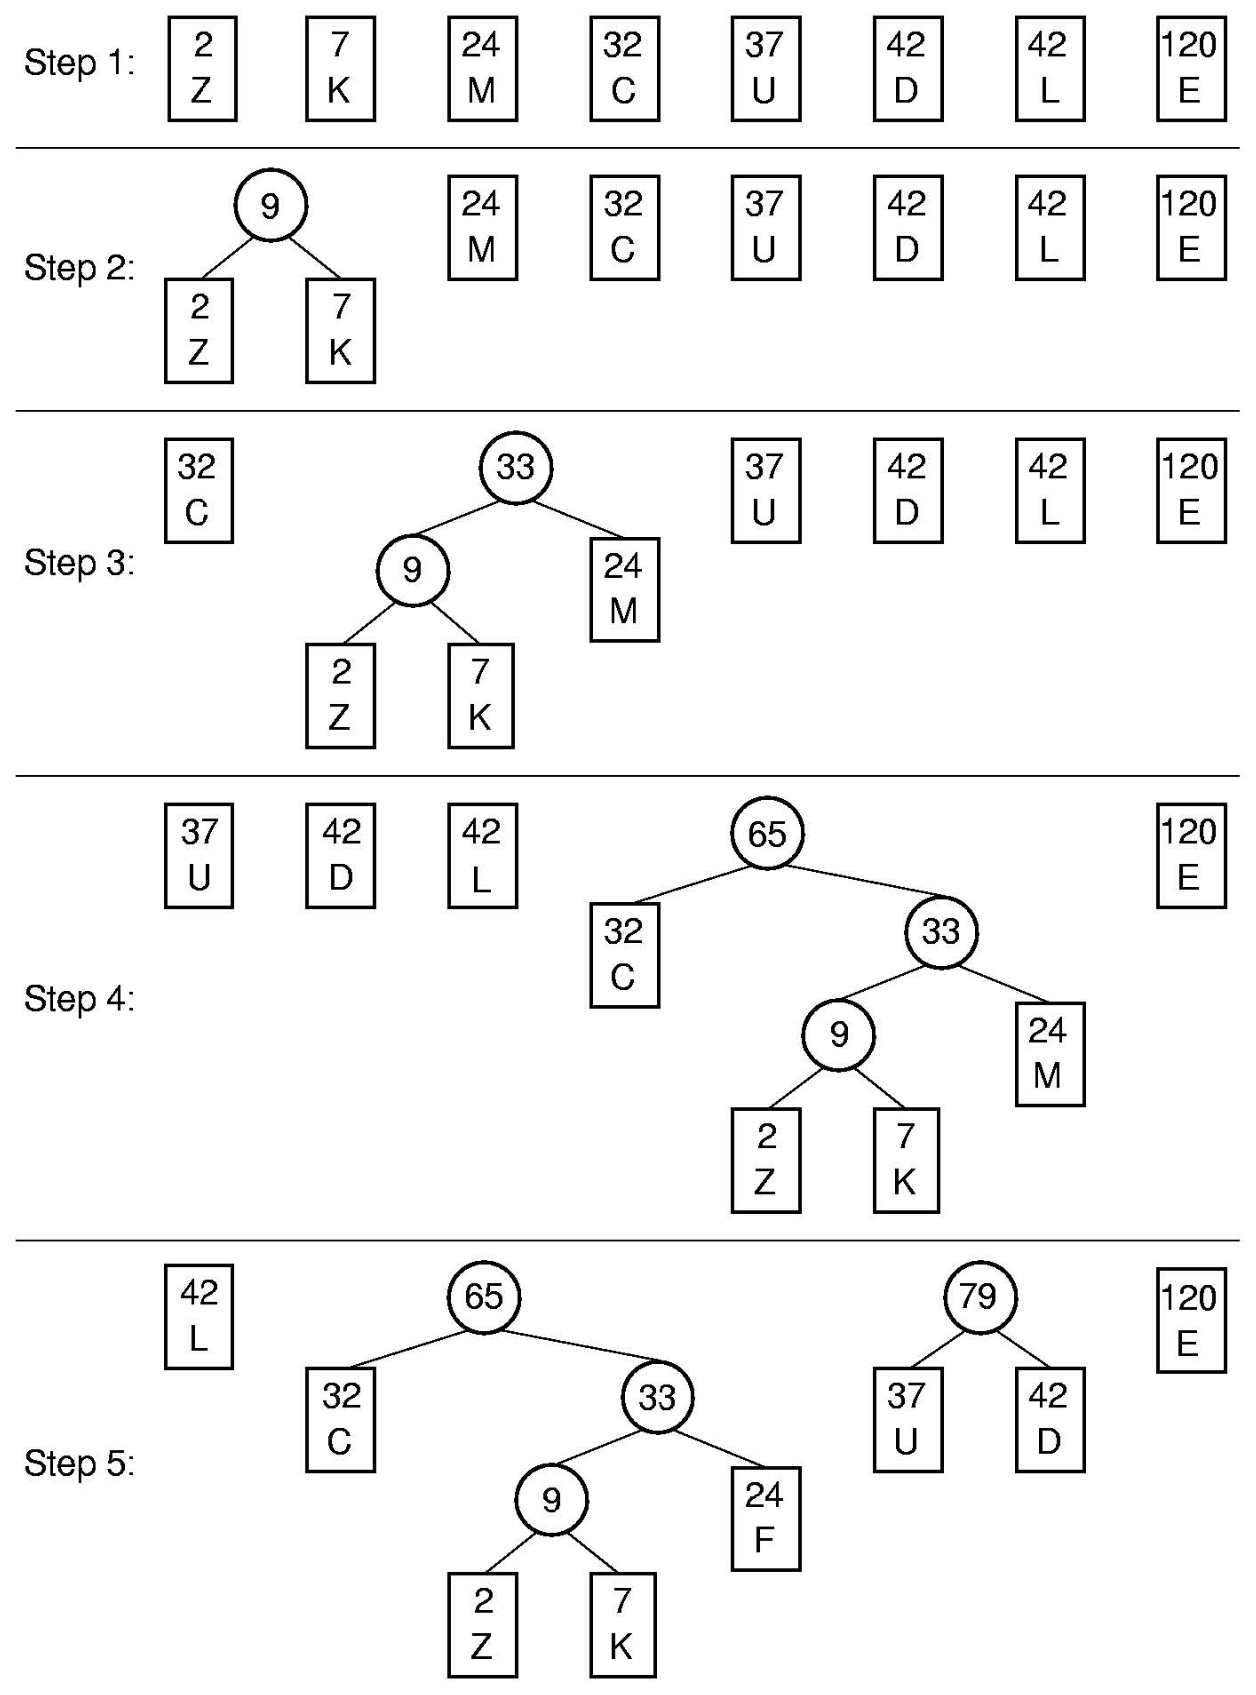 Step 1:
2 7 24 32 37 42 42 120
Z K M C U D L E
Step 2:
9
24 32 37 42 42 120
M C U D L E
2 7
Z K
Step 3:
32 33 37 42 42 120
C U D L E
9 24
M
2 7
Z K
Step 4:
37 42 42 65 120
U D L E
32 33
C
9 24
M
2 7
Z K
Step 5:
42 65 79 120
L E
32 33 37 42
C U D
9 24
F
2 7
Z K